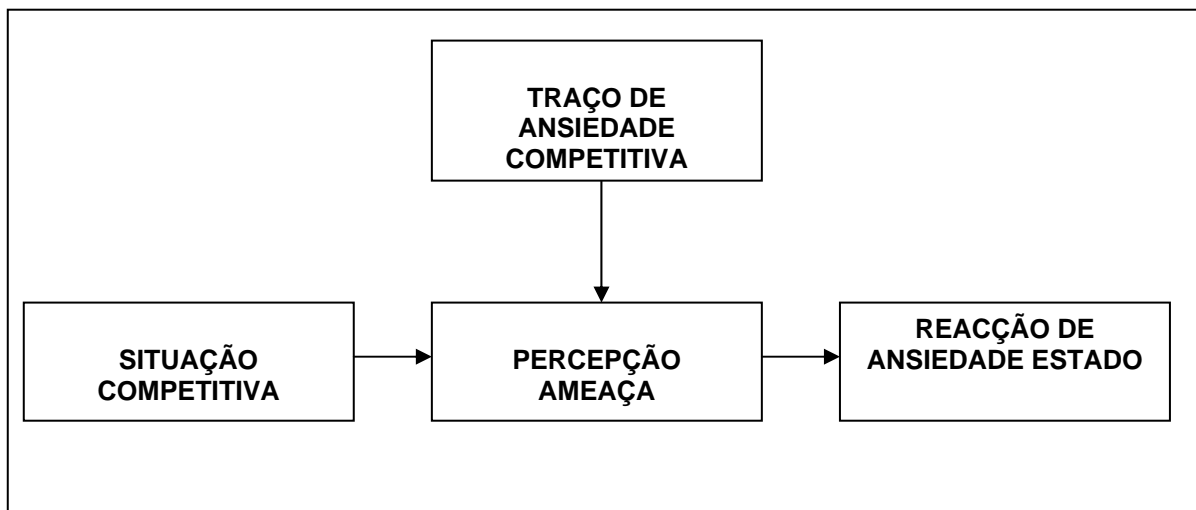 TRAÇO DE
ANSIEDADE
COMPETITIVA
SITUAÇÃO
COMPETITIVA
PERCEPÇÃO
AMEAÇA
REACÇÃO DE
ANSIEDADE ESTADO